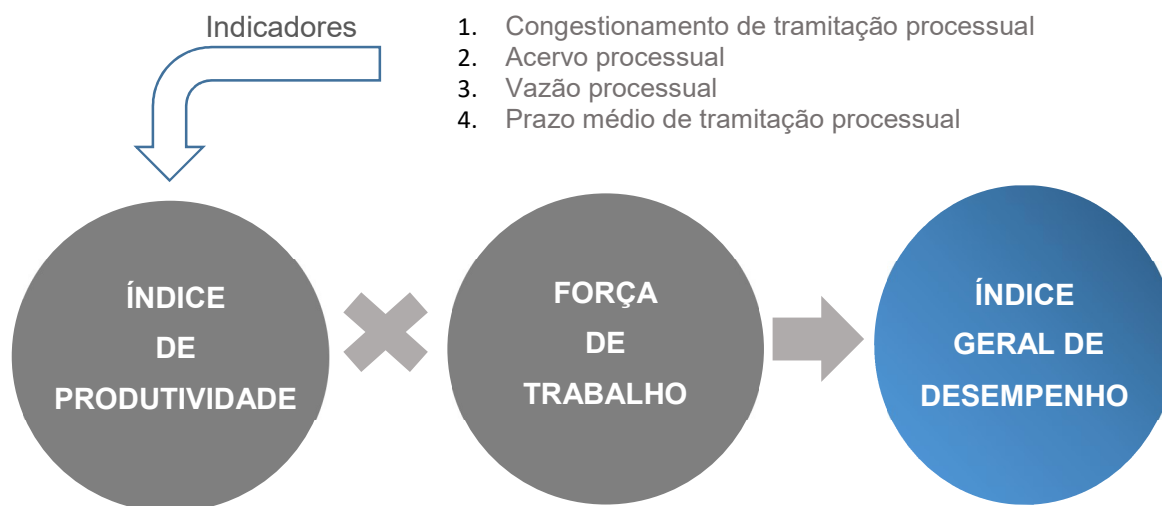 Indicadores
1. Congestionamento de tramitação processual
2. Acervo processual
3. Vazão processual
4. Prazo médio de tramitação processual
ÍNDICE
DE
PRODUTIVIDADE
FORÇA
DE
TRABALHO
ÍNDICE
GERAL DE
DESEMPENHO